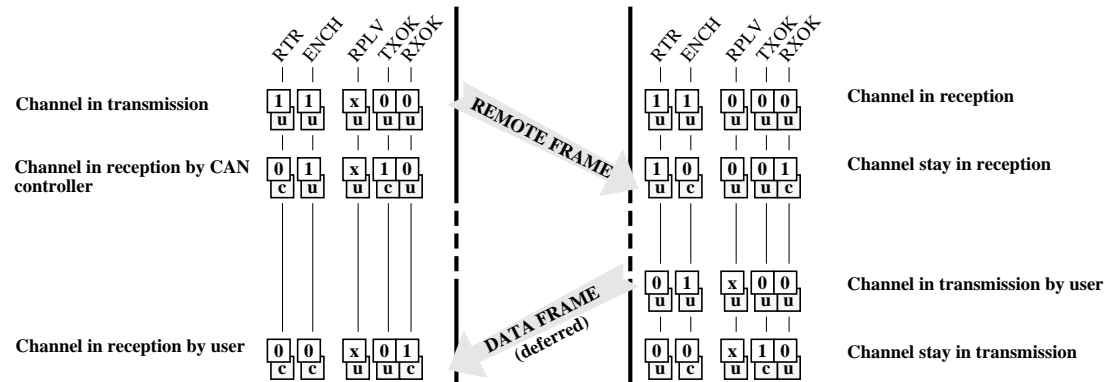 RTR ENCH RPLV TXOK RXOK
RTR ENCH RPLV TXOK RXOK
Channel in transmission
1 1 x 0 0
u u u u u
REMOTE FRAME
1 1 0 0 0
u u u u u
Channel in reception
Channel in reception by CAN
controller
0 1 x 1 0
c u u c u
1 0 0 0 1
u c u u c
Channel stay in reception
0 1 x 0 0
u u u u u
Channel in transmission by user
DATA FRAME
(deferred)
Channel in reception by user
0 0 x 0 1
c c u u c
0 0 x 1 0
u c u c u
Channel stay in transmission